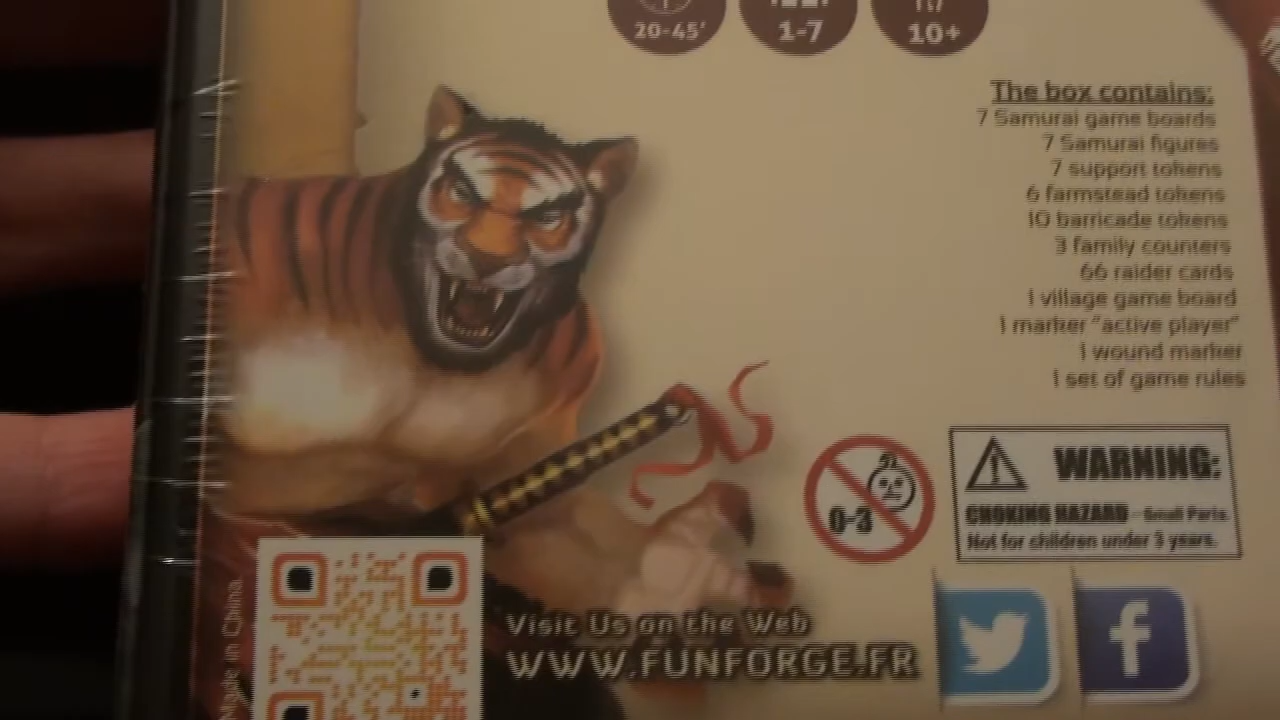 20-45'
1-7
10+
The box contains:
7 Samurai game boards
7 Samurai figures
7 support tokens
6 farmstead tokens
10 barricade tokens
3 family counters
66 raider cards
1 village game board
1 marker "active player"
1 wound marker
1 set of game rules
0-3
WARNING:
CHOKING HAZARD - Small Parts.
Not for children under 3 years.
Made in China.
Visit Us on the Web
WWW.FUNFORGE.FR
f